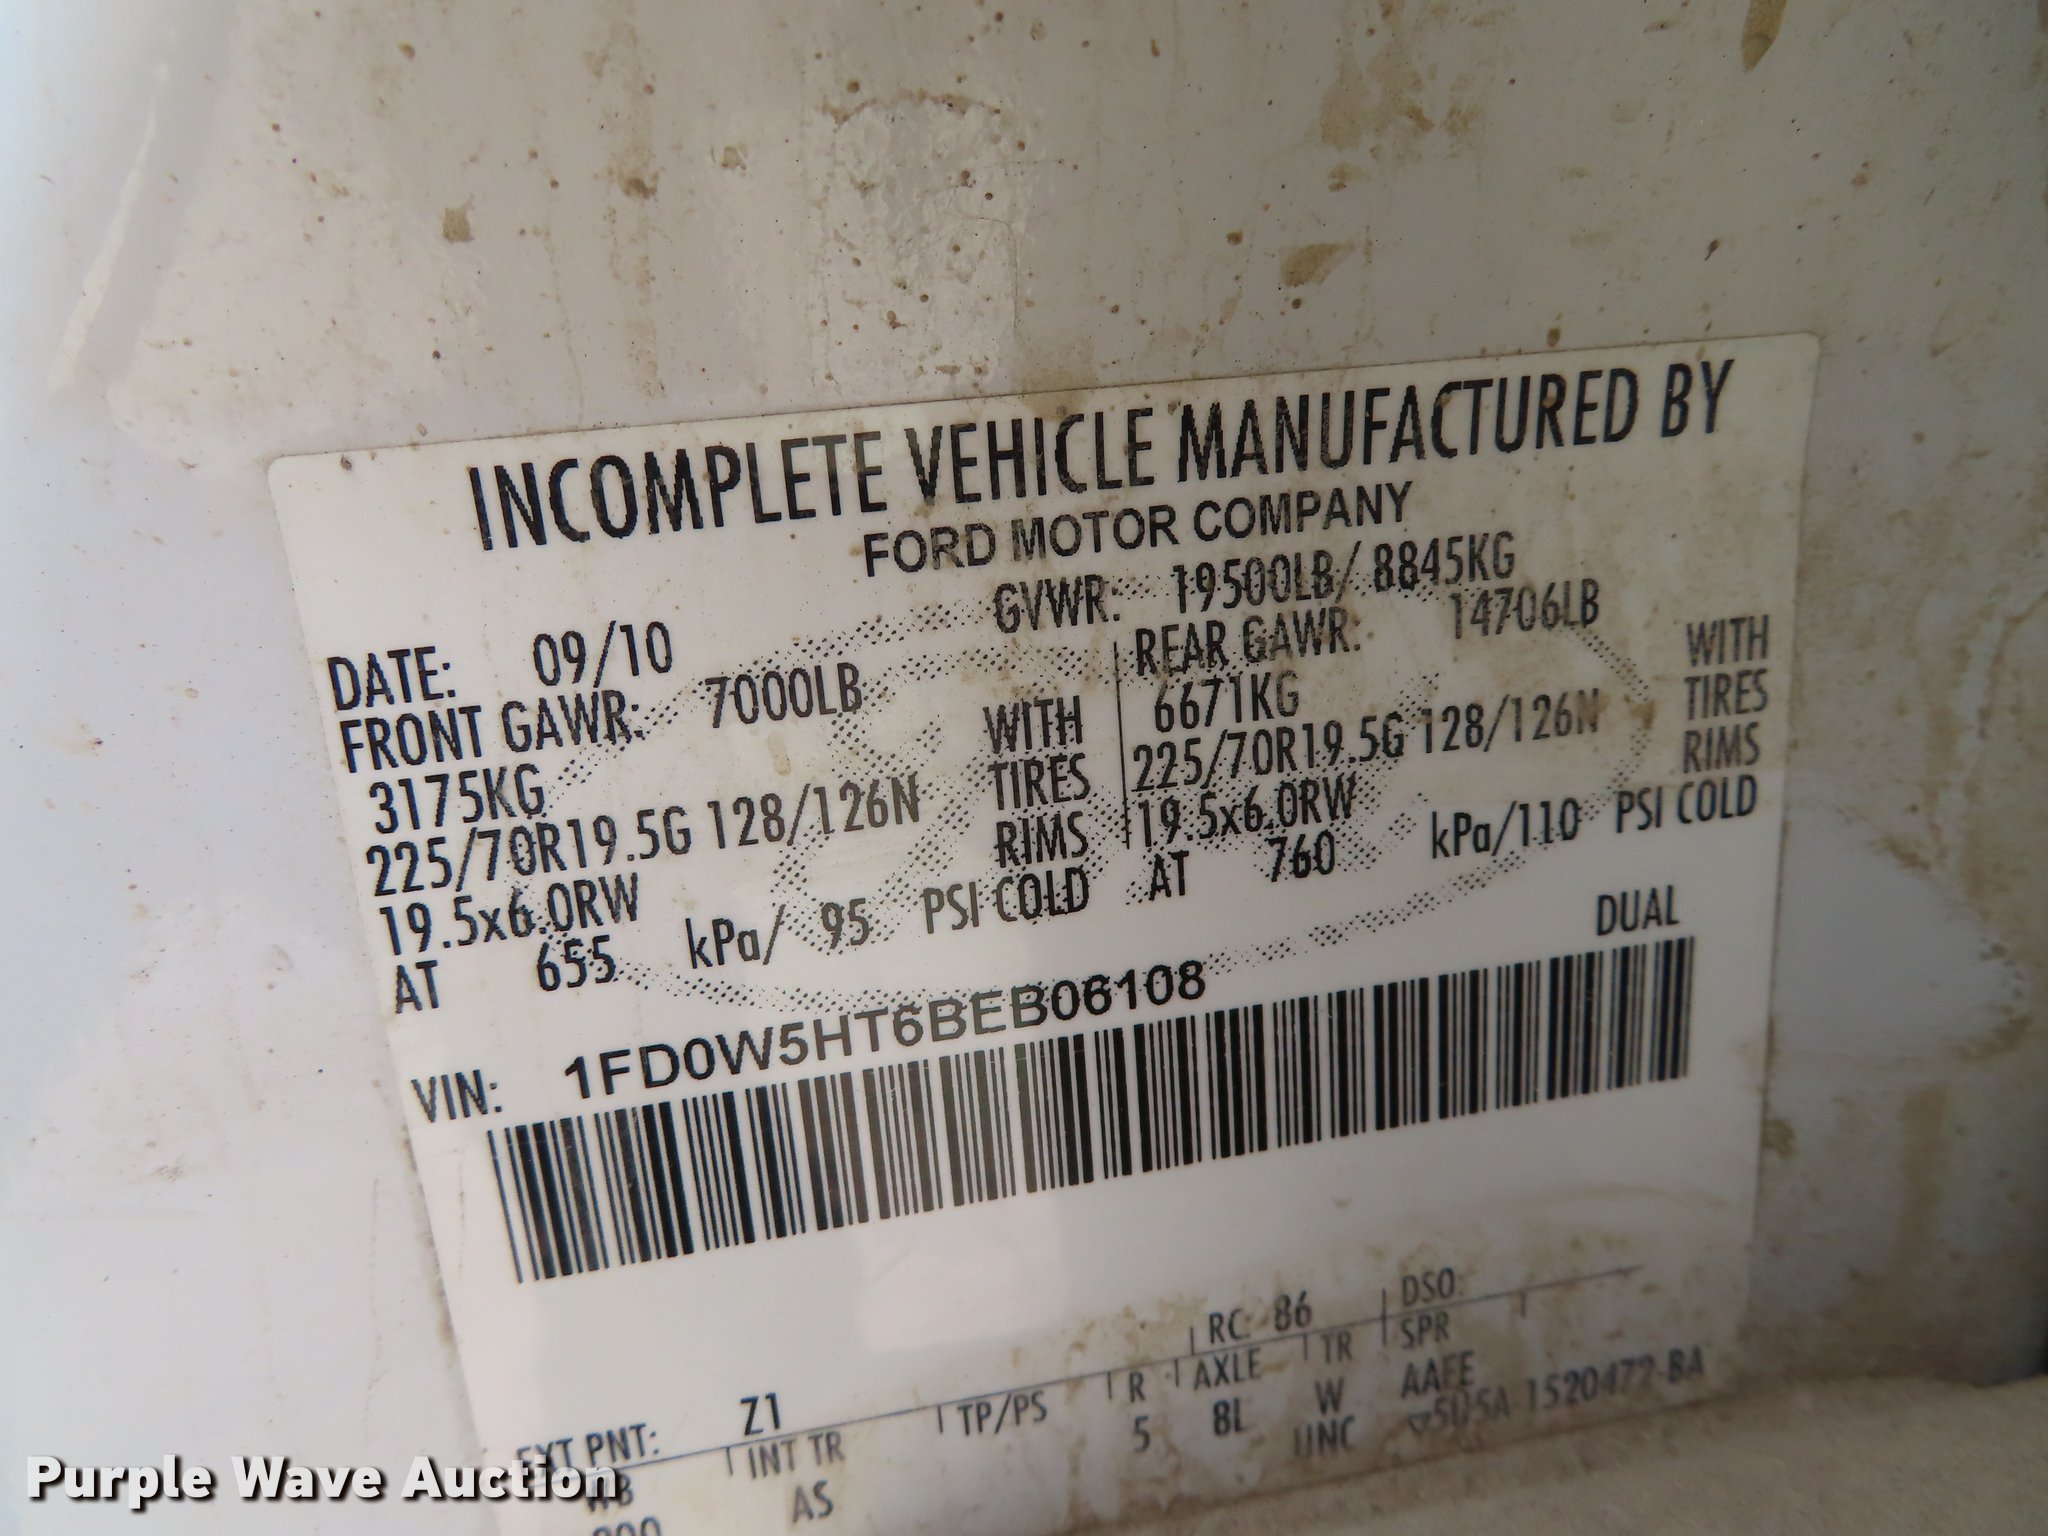 INCOMPLETE VEHICLE MANUFACTURED BY
FORD MOTOR COMPANY
DATE: 09/10 GVWR: 19500LB/ 8845KG
FRONT GAWR: 7000LB REAR GAWR: 14706LB
3175KG WITH 6671KG WITH
225/70R19.5G 128/126N TIRES 225/70R19.5G 128/126N TIRES
19.5x6.0RW RIMS 19.5x6.0RW RIMS
AT 655 kPa/ 95 PSI COLD AT 760 kPa/110 PSI COLD
DUAL
VIN: 1FD0W5HT6BEB06108
EXT PNT: Z1 RC: 86 DSO:
WB INT TR TP/PS R AXLE TR SPR
AS 5 8L W AAFE
UNC 1520472-BA
Purple Wave Auction